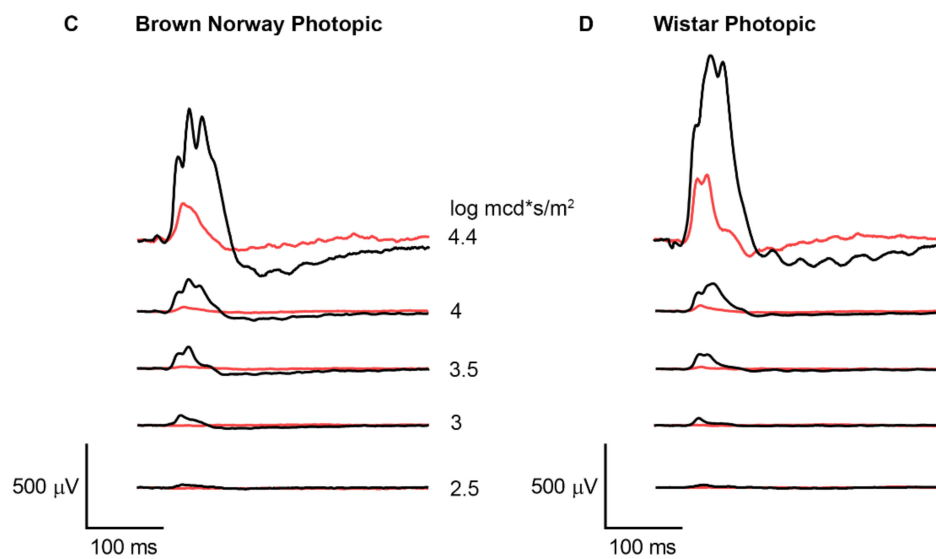 C Brown Norway Photopic
D Wistar Photopic
log mcd*s/m²
4.4
4
3.5
3
2.5
500 μV
100 ms
500 μV
100 ms